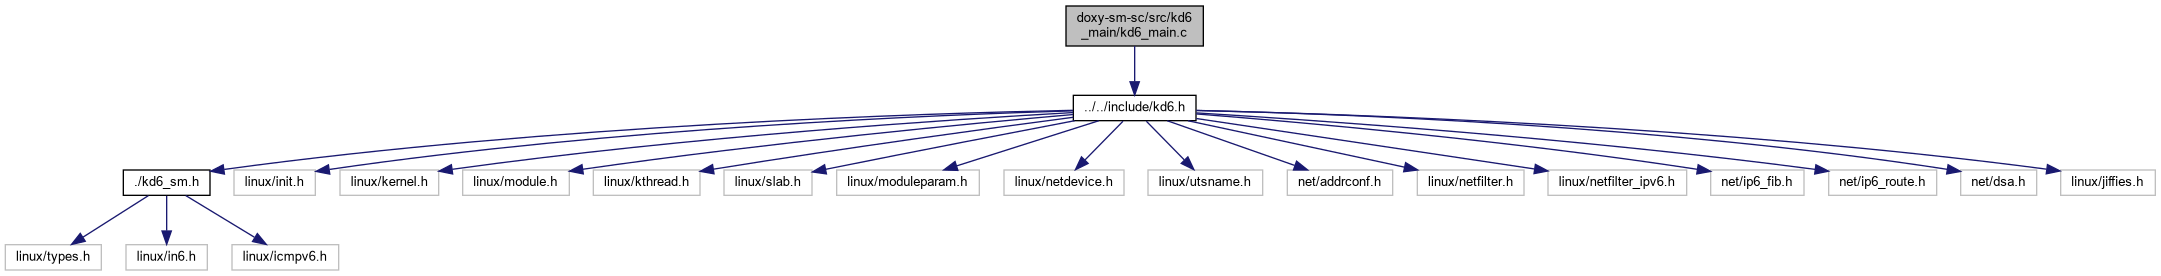 doxy-sm-sc/src/kd6
_main/kd6_main.c
../../include/kd6.h
./kd6_sm.h
linux/init.h
linux/kernel.h
linux/module.h
linux/kthread.h
linux/slab.h
linux/moduleparam.h
linux/netdevice.h
linux/utsname.h
net/addrconf.h
linux/netfilter.h
linux/netfilter_ipv6.h
net/ip6_fib.h
net/ip6_route.h
net/dsa.h
linux/jiffies.h
linux/types.h
linux/in6.h
linux/icmpv6.h